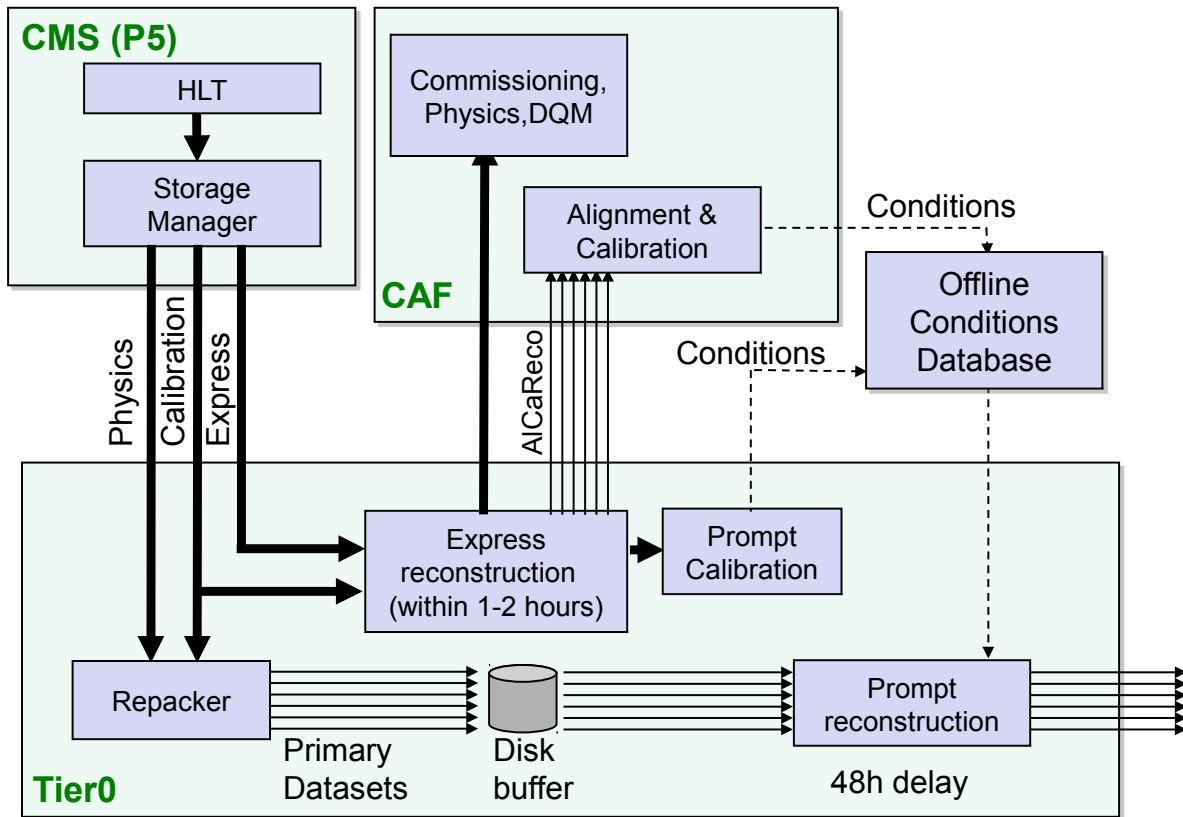 CMS (P5)
HLT
Storage
Manager
Commissioning,
Physics,DQM
Alignment &
Calibration
CAF
Conditions
Offline
Conditions
Database
Conditions
Physics
Calibration
Express
AlCaReco
Express
reconstruction
(within 1-2 hours)
Prompt
Calibration
Repacker
Primary
Datasets
Disk
buffer
Prompt
reconstruction
48h delay
Tier0